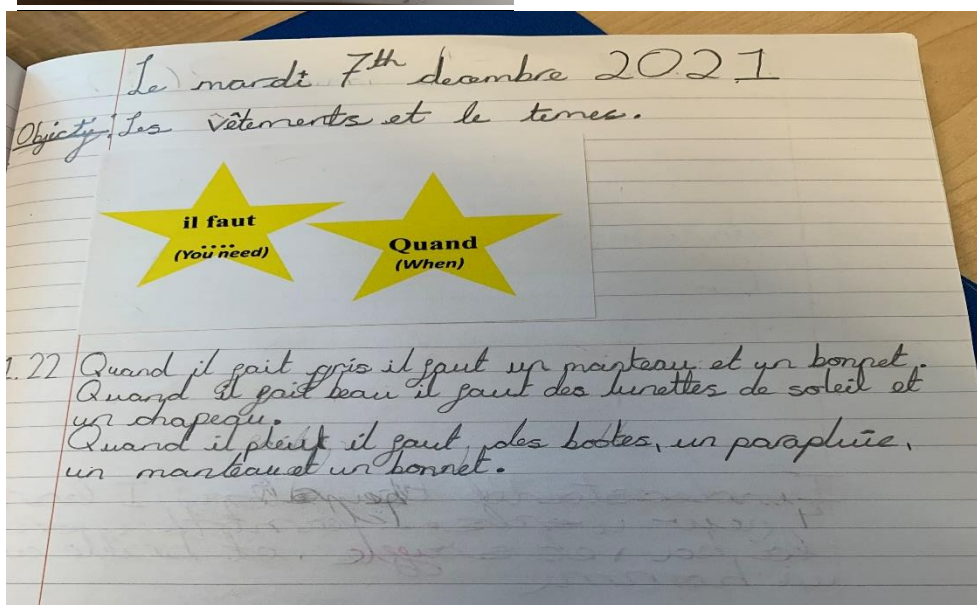 Le mardi 7th decembre 2021
Objectif: Les vêtements et le temes.
il faut
....
(You need)
Quand
(When)
1.22 Quand il fait gris il faut un manteau et un bonnet.
Quand il fait beau il faut des lunettes de soleil et
un chapeau.
Quand il pleut il faut des bottes, un parapluie,
un manteau et un bonnet.